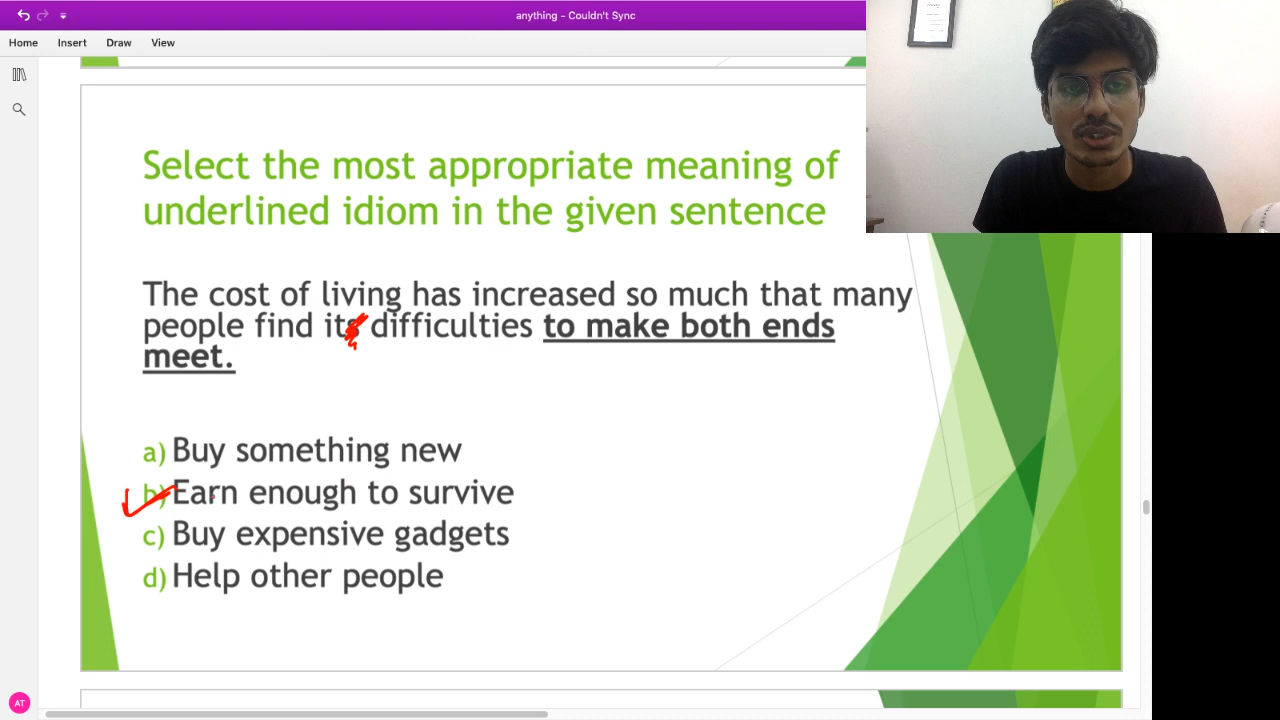 anything - Couldn't Sync
Home Insert Draw View
Select the most appropriate meaning of
underlined idiom in the given sentence
The cost of living has increased so much that many
people find its difficulties to make both ends
meet.
a) Buy something new
b) Earn enough to survive
c) Buy expensive gadgets
d) Help other people
AT